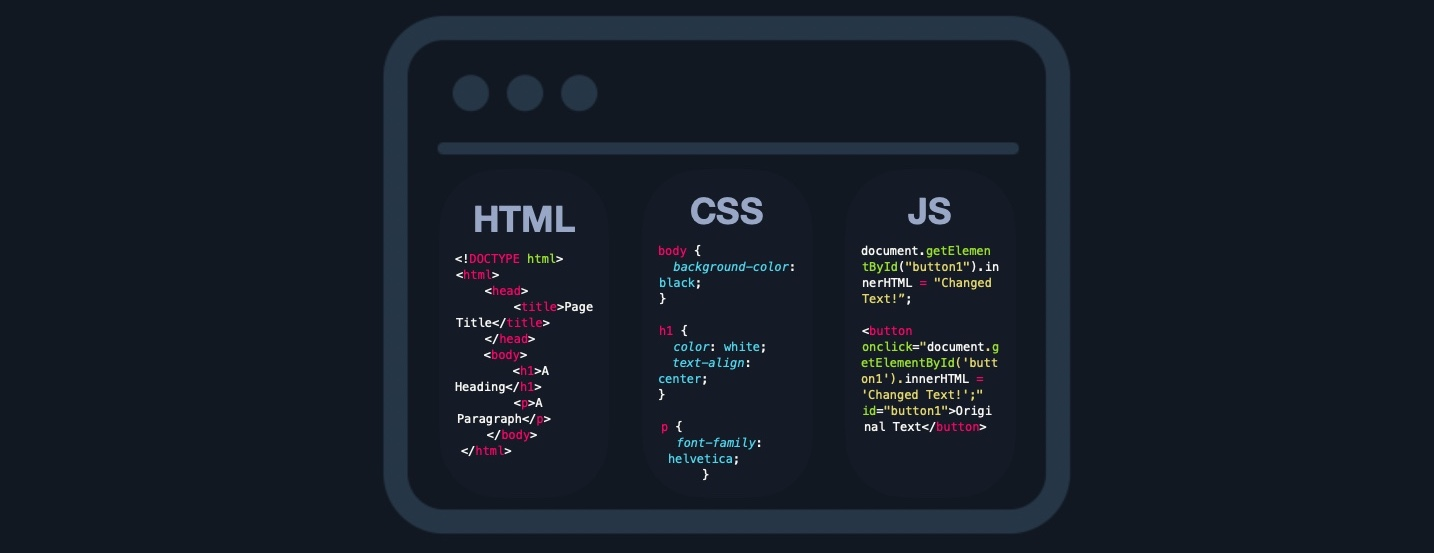 HTML
<!DOCTYPE html>
<html>
<head>
<title>Page
Title</title>
</head>
<body>
<h1>A
Heading</h1>
<p>A
Paragraph</p>
</body>
</html>
CSS
body {
background-color:
black;
}
h1 {
color: white;
text-align:
center;
}
p {
font-family:
helvetica;
}
JS
document.getElemen
tById("button1").in
nerHTML = "Changed
Text!”;
<button
onclick="document.g
etElementById('butt
on1').innerHTML =
'Changed Text!';"
id="button1">Origi
nal Text</button>